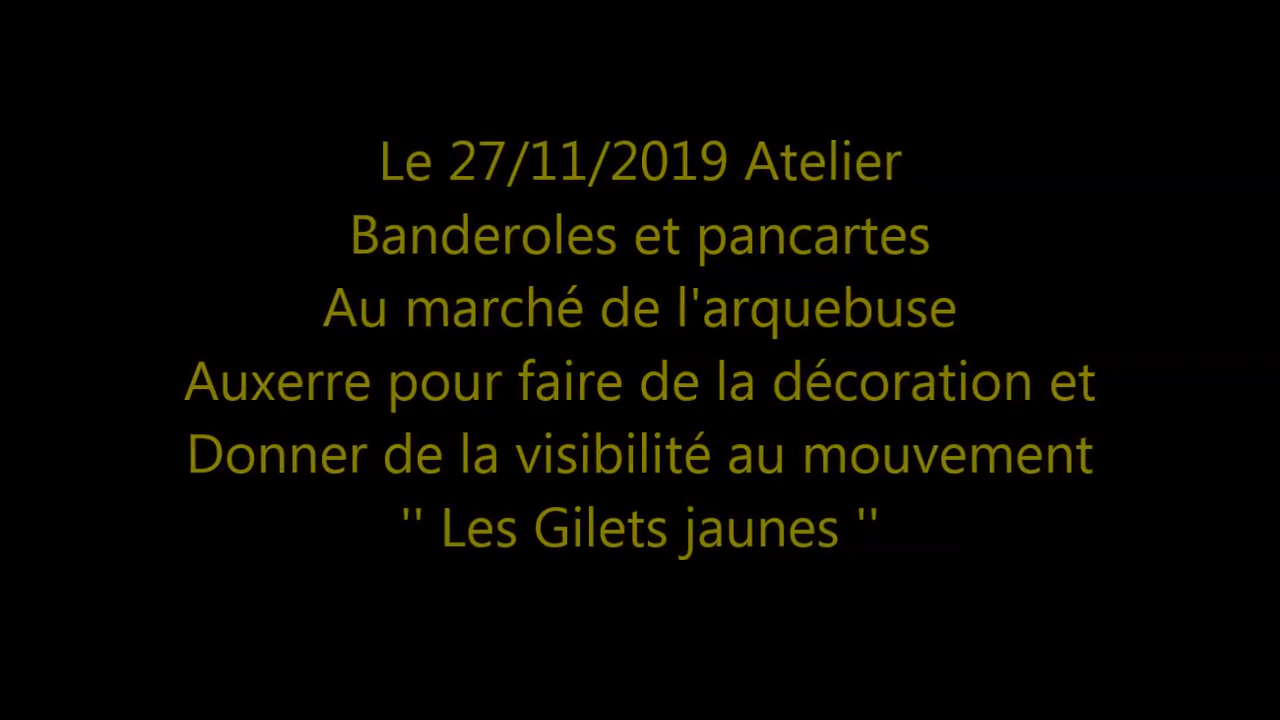 Le 27/11/2019 Atelier
Banderoles et pancartes
Au marché de l'arquebuse
Auxerre pour faire de la décoration et
Donner de la visibilité au mouvement
'' Les Gilets jaunes ''